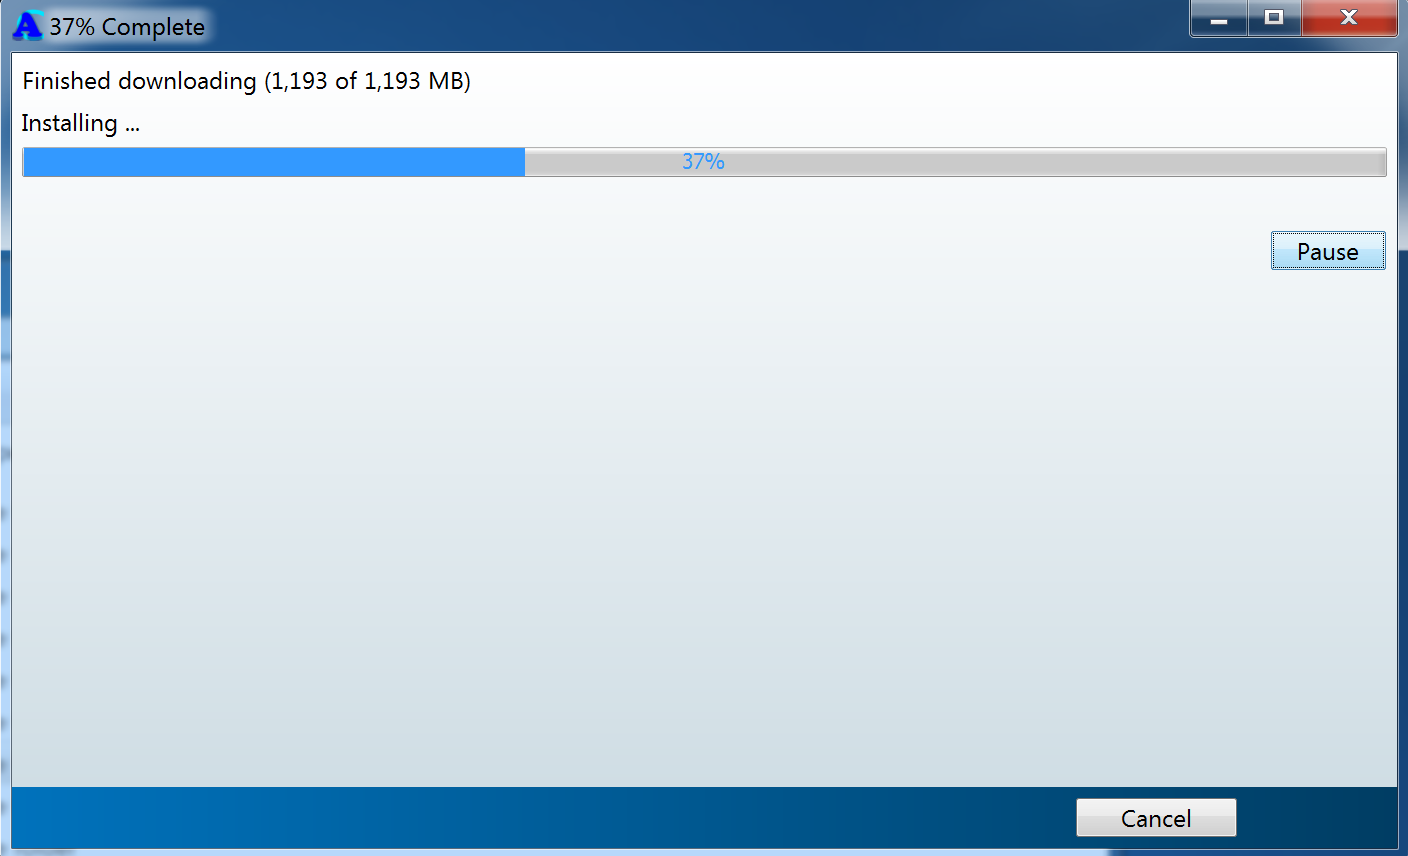 37% Complete
Finished downloading (1,193 of 1,193 MB)
Installing ...
37%
Pause
Cancel